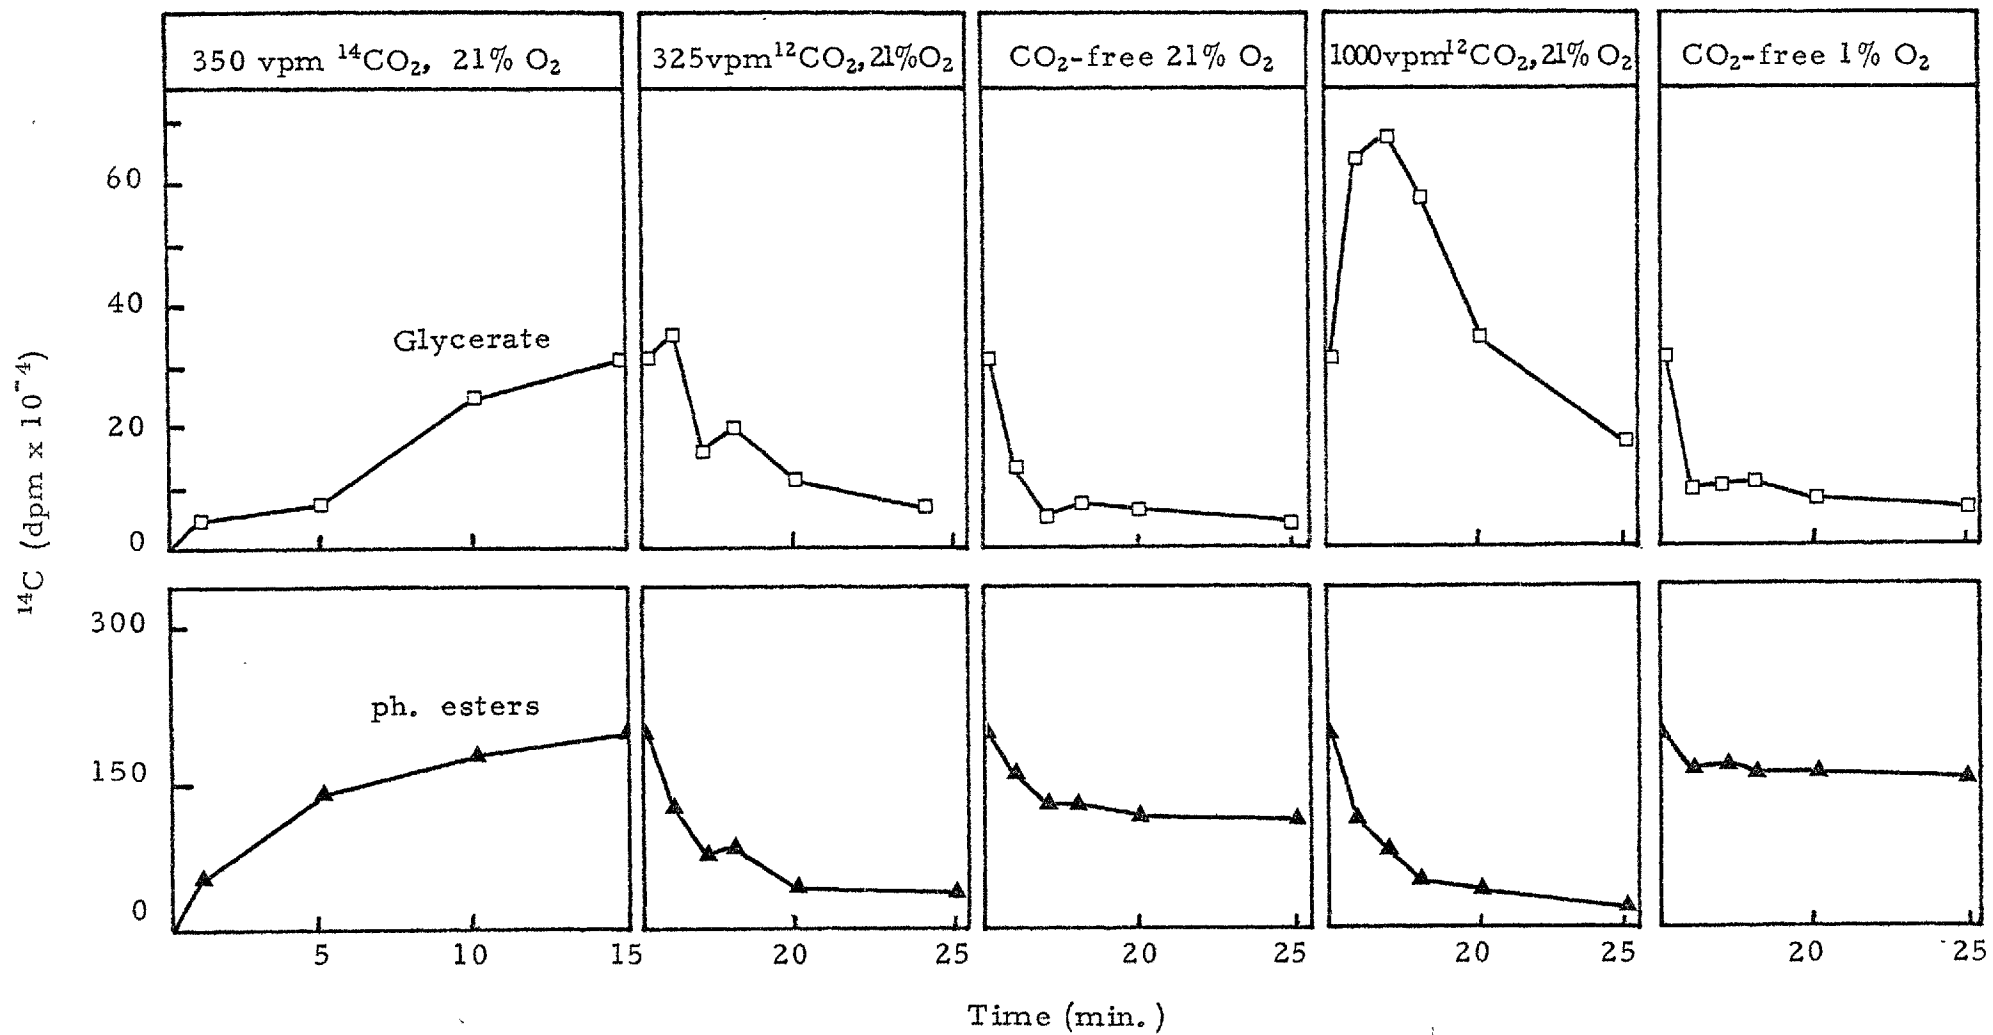 350 vpm ¹⁴CO₂, 21% O₂
325vpm¹²CO₂,21%O₂
CO₂-free 21% O₂
1000vpm¹²CO₂,21% O₂
CO₂-free 1% O₂
60
40
20
0
Glycerate
¹⁴C (dpm x 10⁻⁴)
300
150
0
ph. esters
5
10
15
20
25
20
25
20
25
20
25
Time (min.)